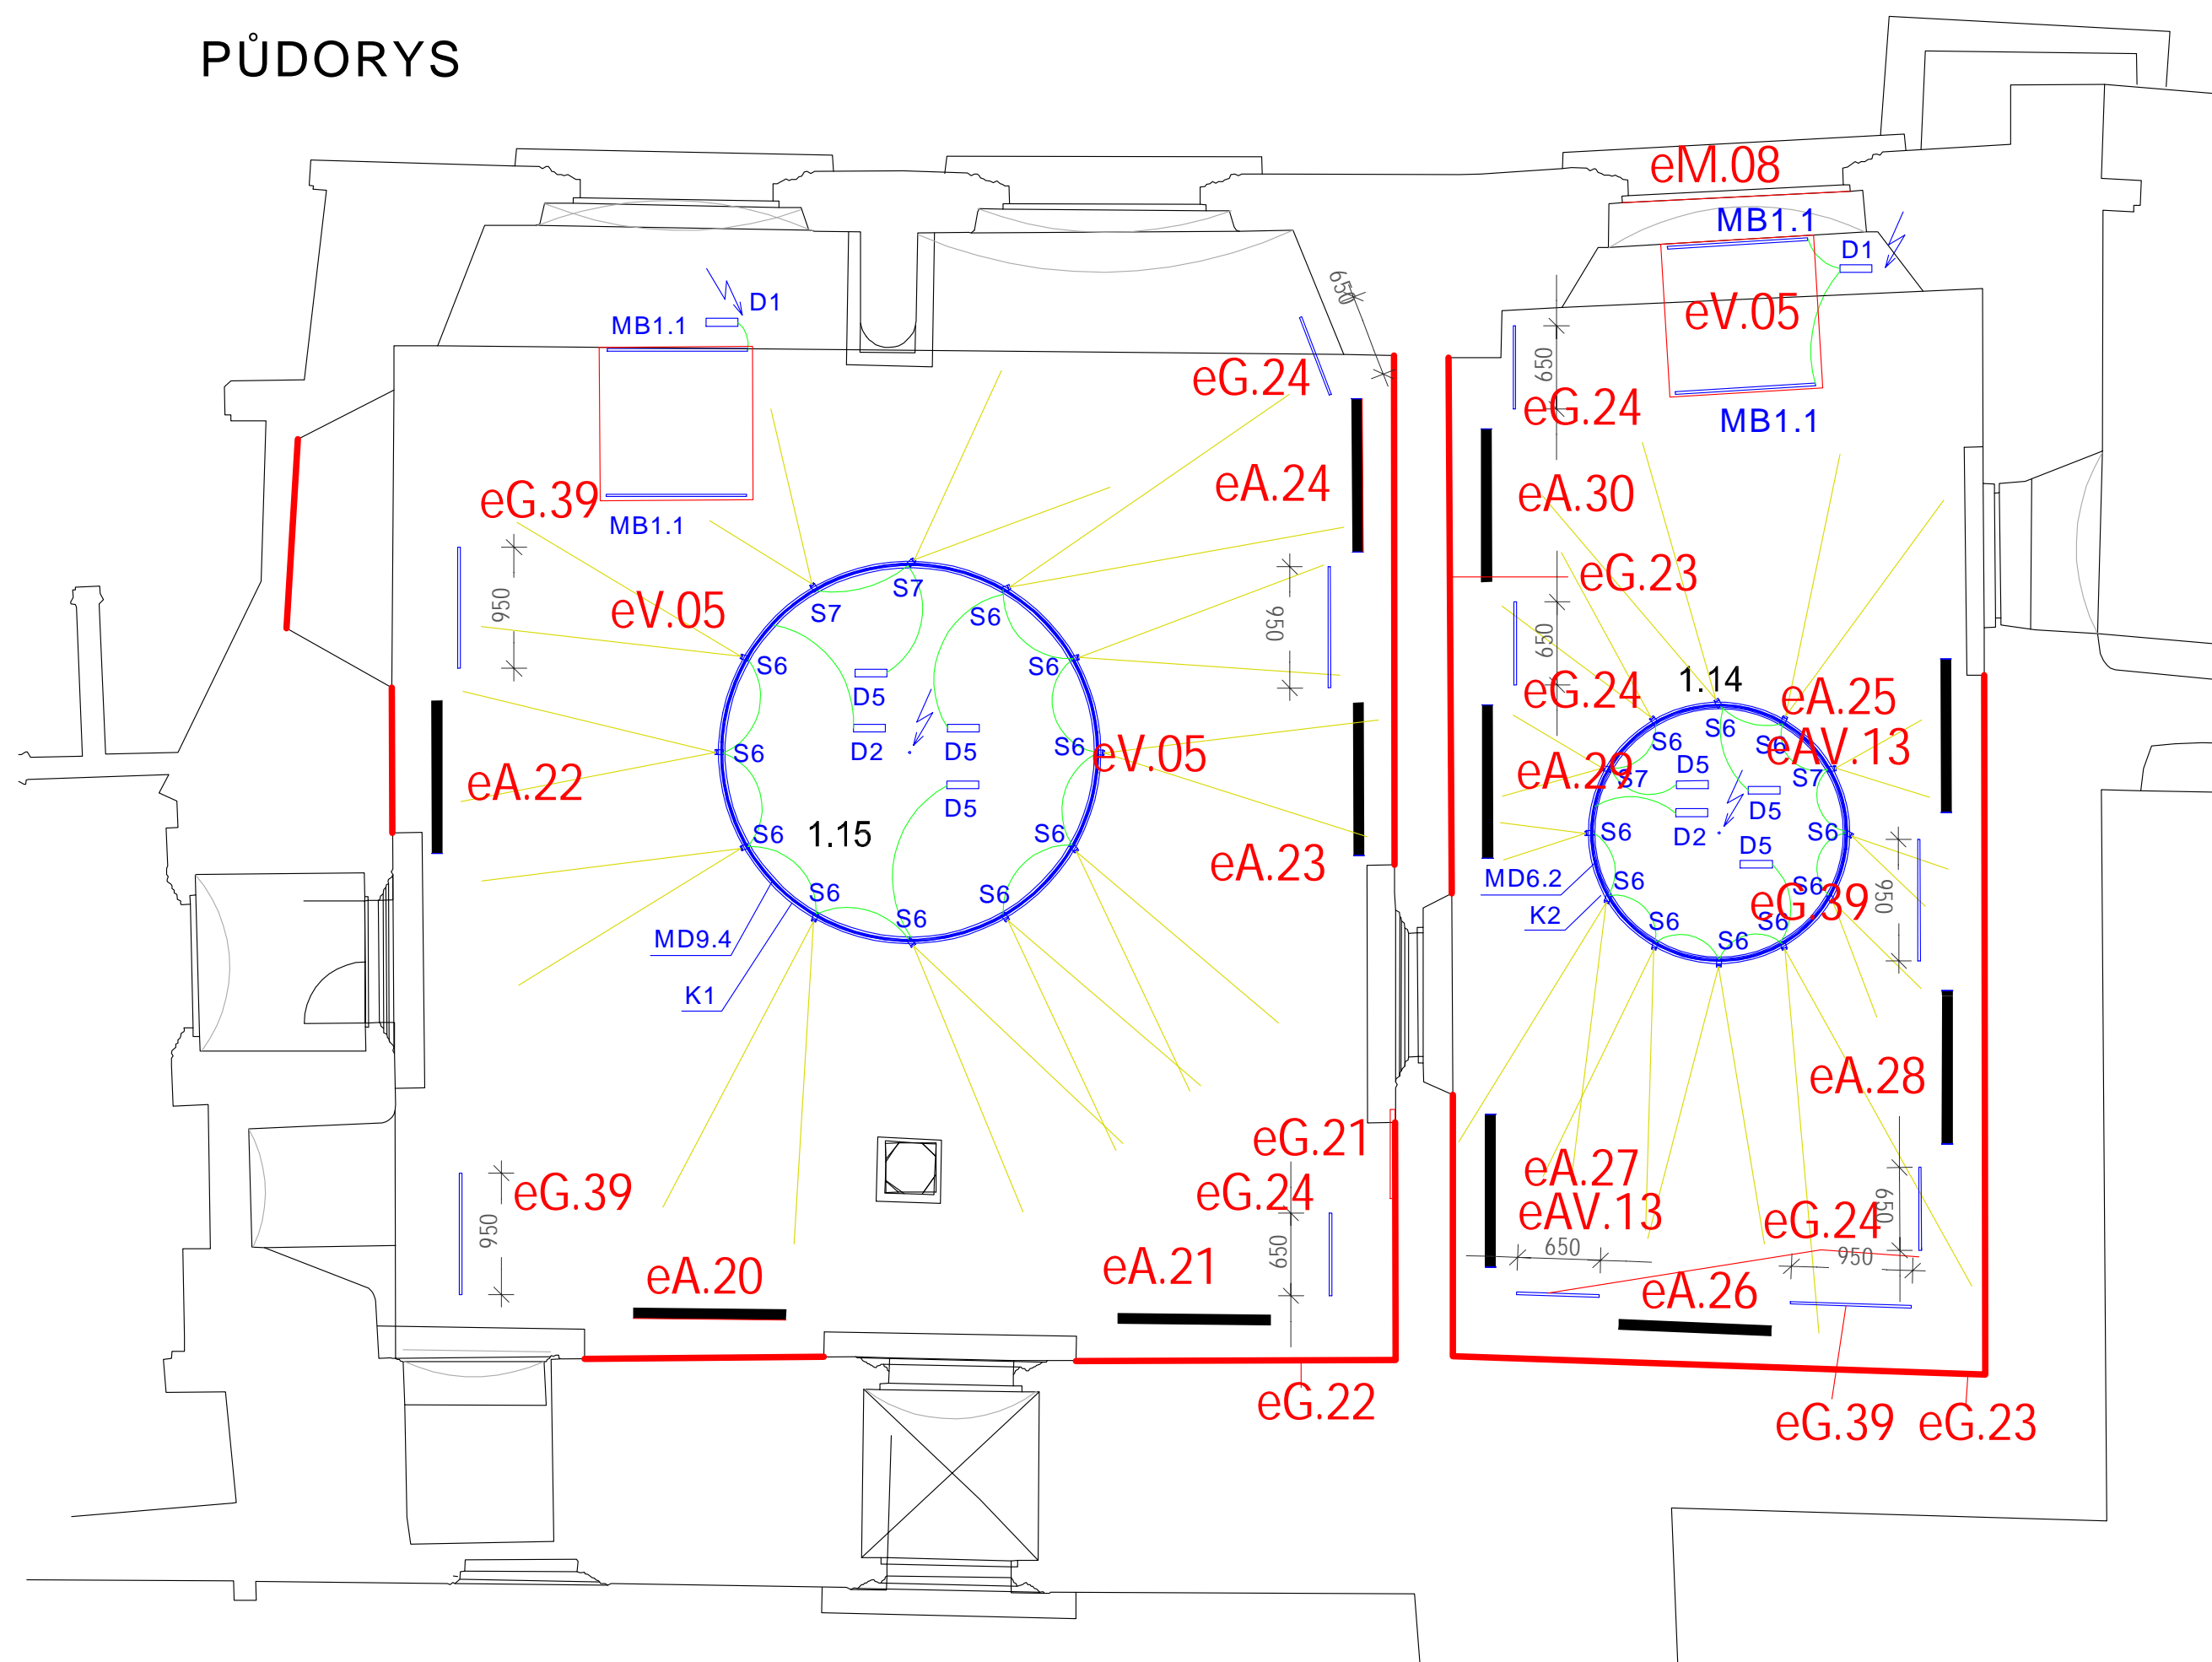 PŮDORYS
eM.08
MB1.1
D1
eV.05
MB1.1
D1
MB1.1
MB1.1
650
eG.24
eA.24
eG.39
950
eV.05
650
eG.24
eA.30
eG.23
650
eG.24
1.14
eA.25
eAV.13
eA.29
S7
S7
S6
S6
S6
S6
S6
S6
S6
S6
S6
S6
D5
D2
D5
D5
1.15
950
eV.05
eA.22
eA.23
S6
S6
S6
S7
D5
D2
D5
D5
S6
S6
S6
S6
S6
S6
S6
MD9.4
K1
MD6.2
K2
eG.39
950
eA.28
eG.21
eG.24
650
eG.39
950
eA.20
eA.21
eA.27
eAV.13
650
eG.24
650
950
eA.26
eG.22
eG.39
eG.23